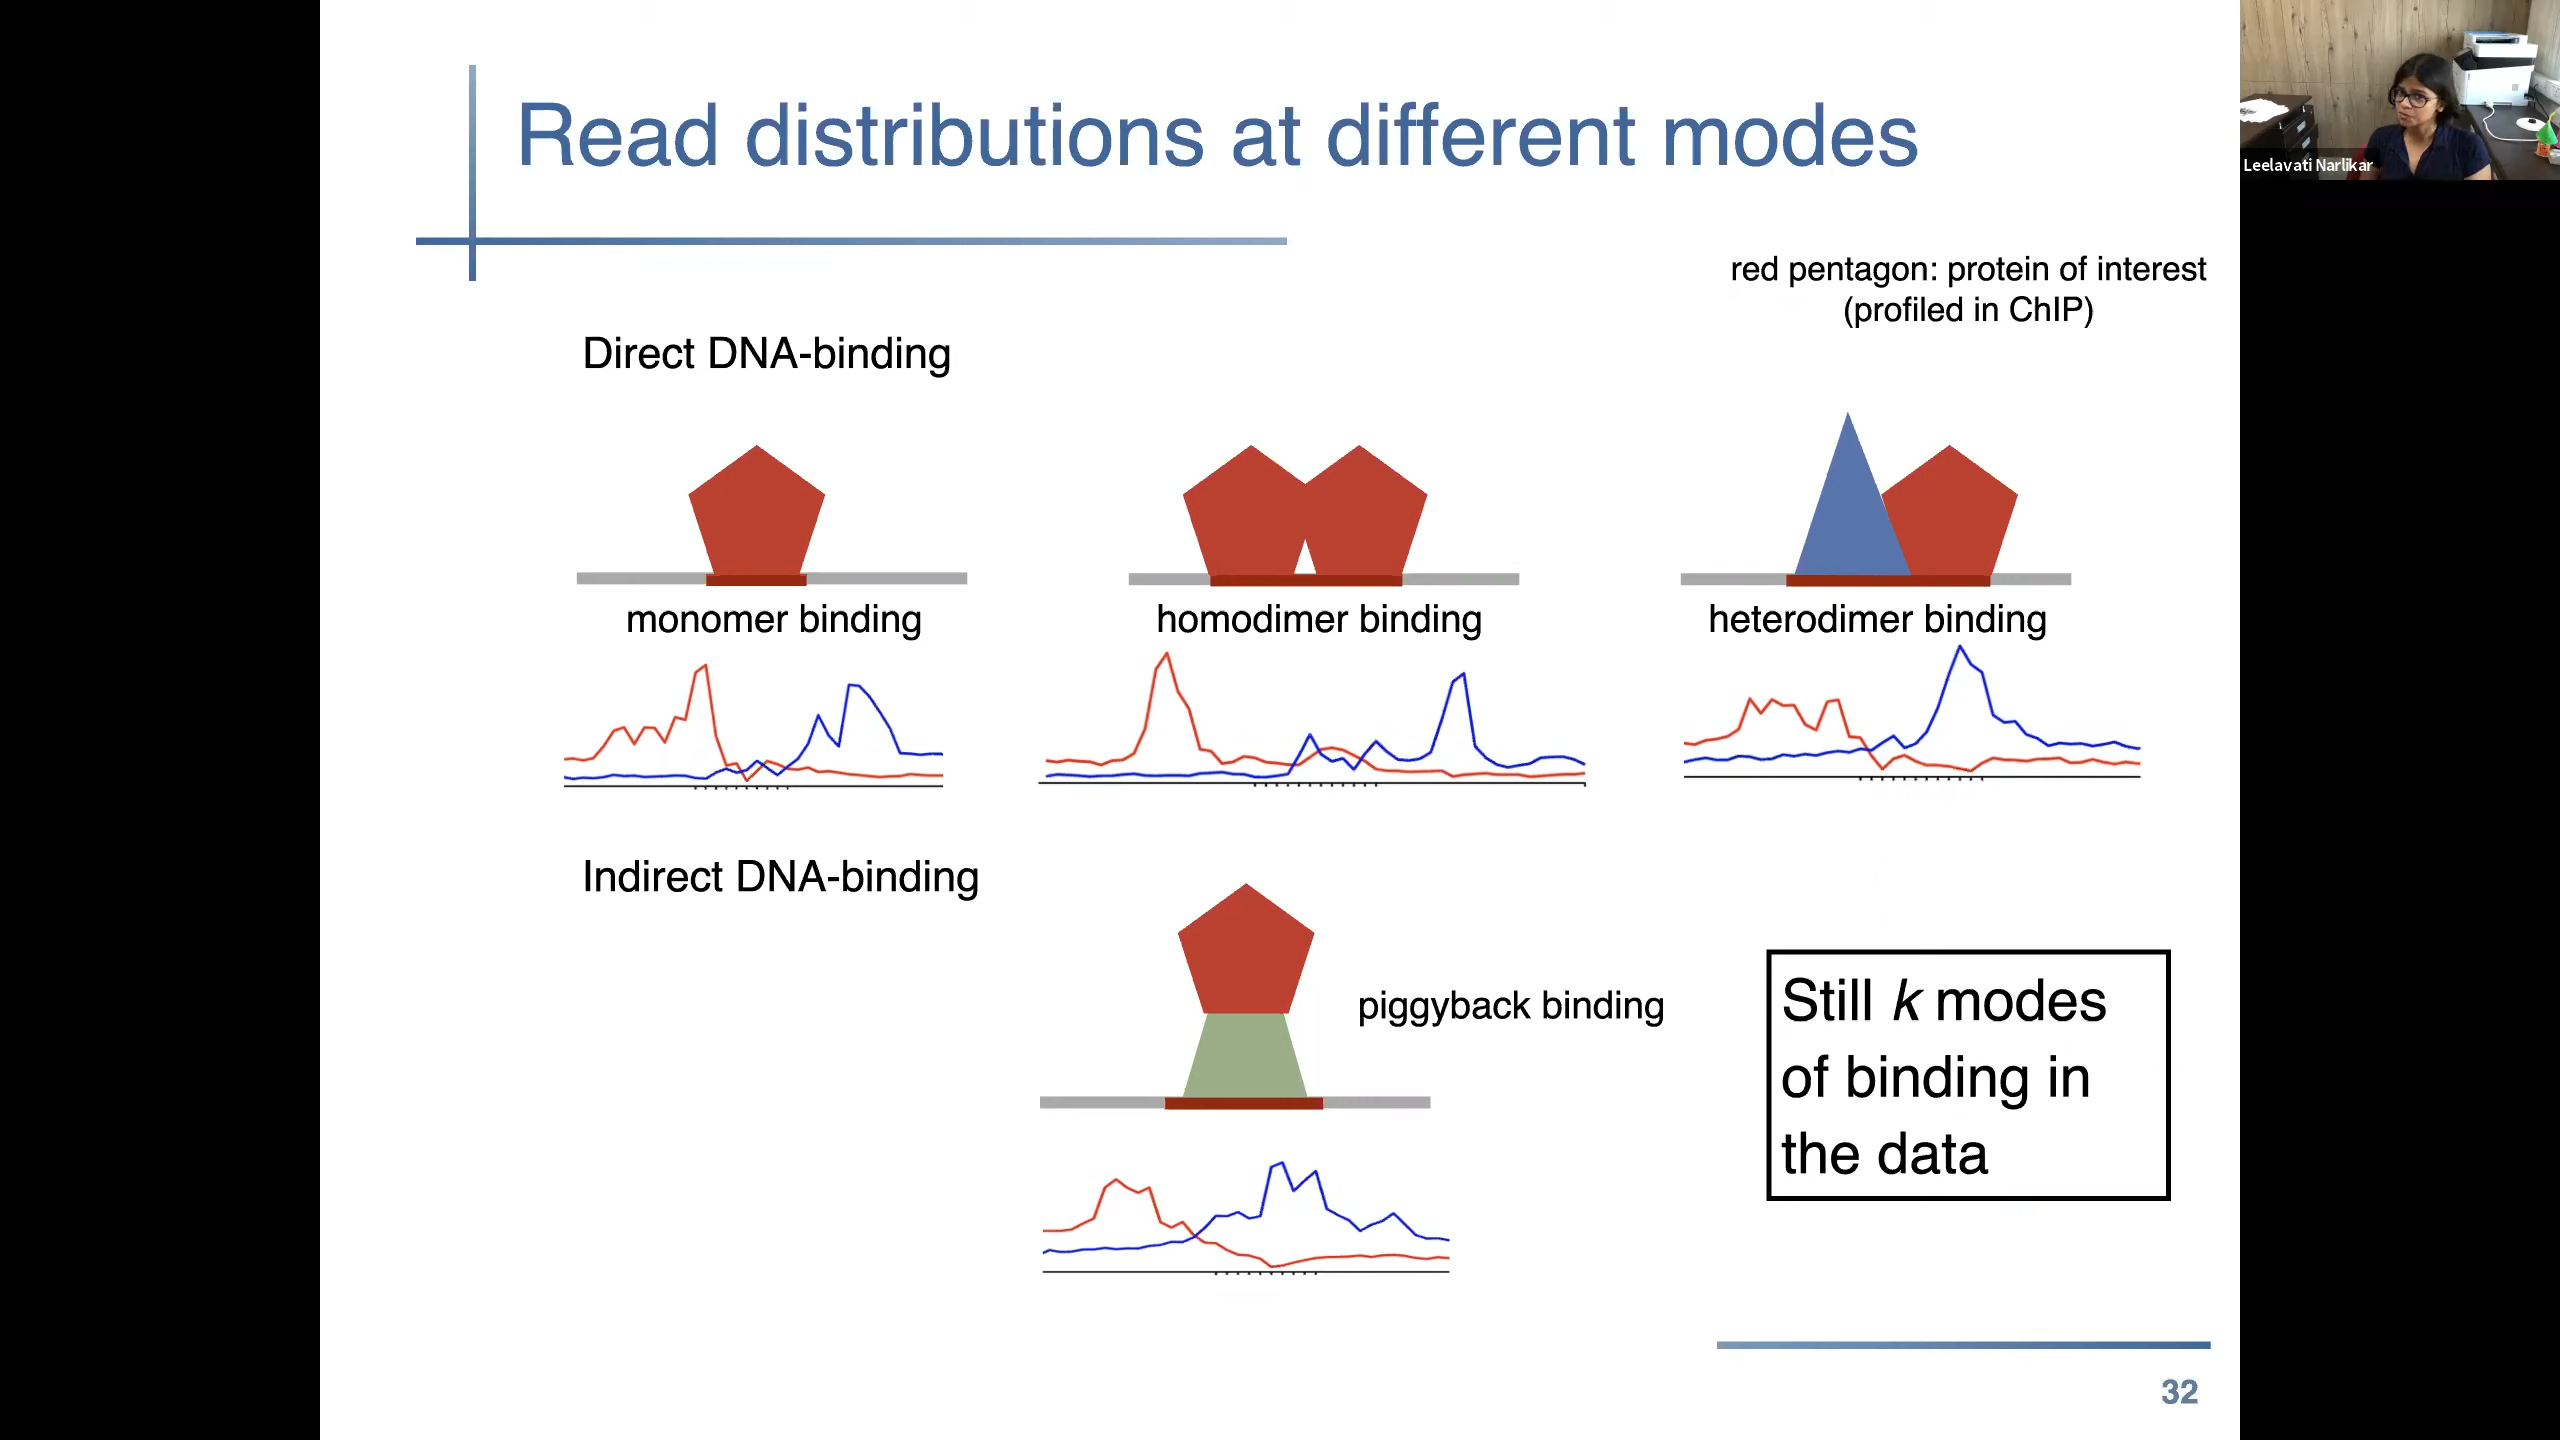 Read distributions at different modes
Leelavati Narlikar
red pentagon: protein of interest
(profiled in ChIP)
Direct DNA-binding
monomer binding
homodimer binding
heterodimer binding
Indirect DNA-binding
piggyback binding
Still k modes
of binding in
the data
32